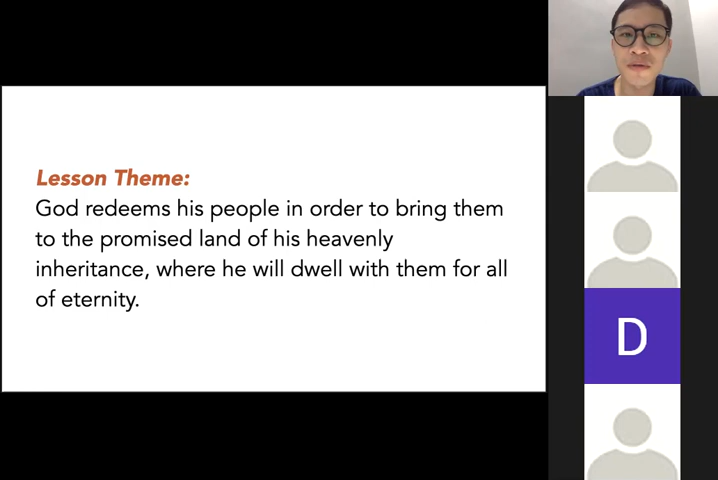 Lesson Theme:
God redeems his people in order to bring them
to the promised land of his heavenly
inheritance, where he will dwell with them for all
of eternity.
D